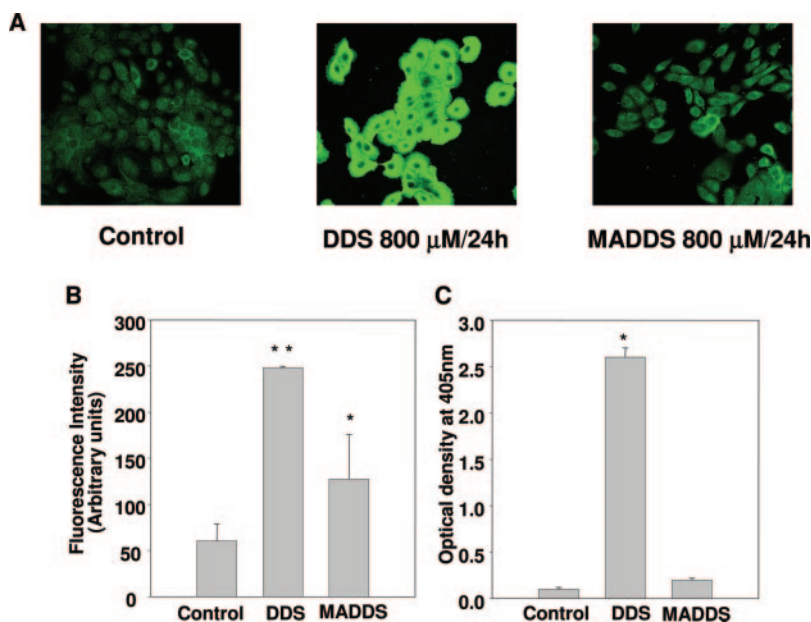 A
Control
DDS 800 μM/24h
MADDS 800 μM/24h
B
Fluorescence Intensity
(Arbitrary units)
300
250
200
150
100
50
0
* *
*
Control DDS MADDS
C
Optical density at 405nm
3.0
2.5
2.0
1.5
1.0
0.5
0.0
*
Control DDS MADDS